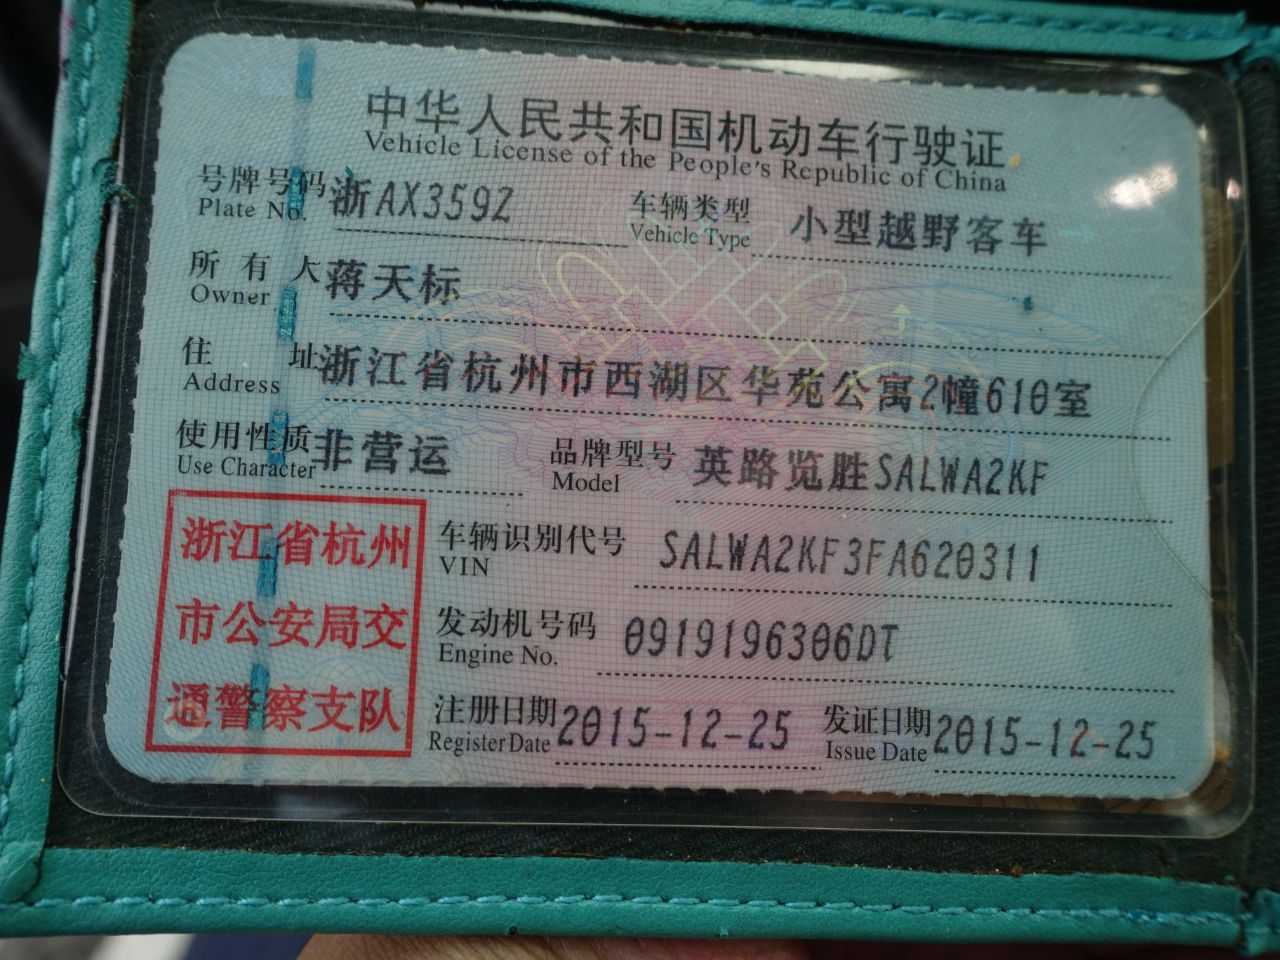 中华人民共和国机动车行驶证
Vehicle License of the People's Republic of China
号牌号码 浙AX359Z 车辆类型 小型越野客车
Plate No. Vehicle Type
所有人 蒋天标
Owner
住址 浙江省杭州市西湖区华苑公寓2幢610室
Address
使用性质 非营运 品牌型号 英路览胜SALWA2KF
Use Character Model
浙江省杭州
市公安局交
通警察支队
车辆识别代号 SALWA2KF3FA620311
VIN
发动机号码 0919196306DT
Engine No.
注册日期 2015-12-25 发证日期 2015-12-25
Register Date Issue Date